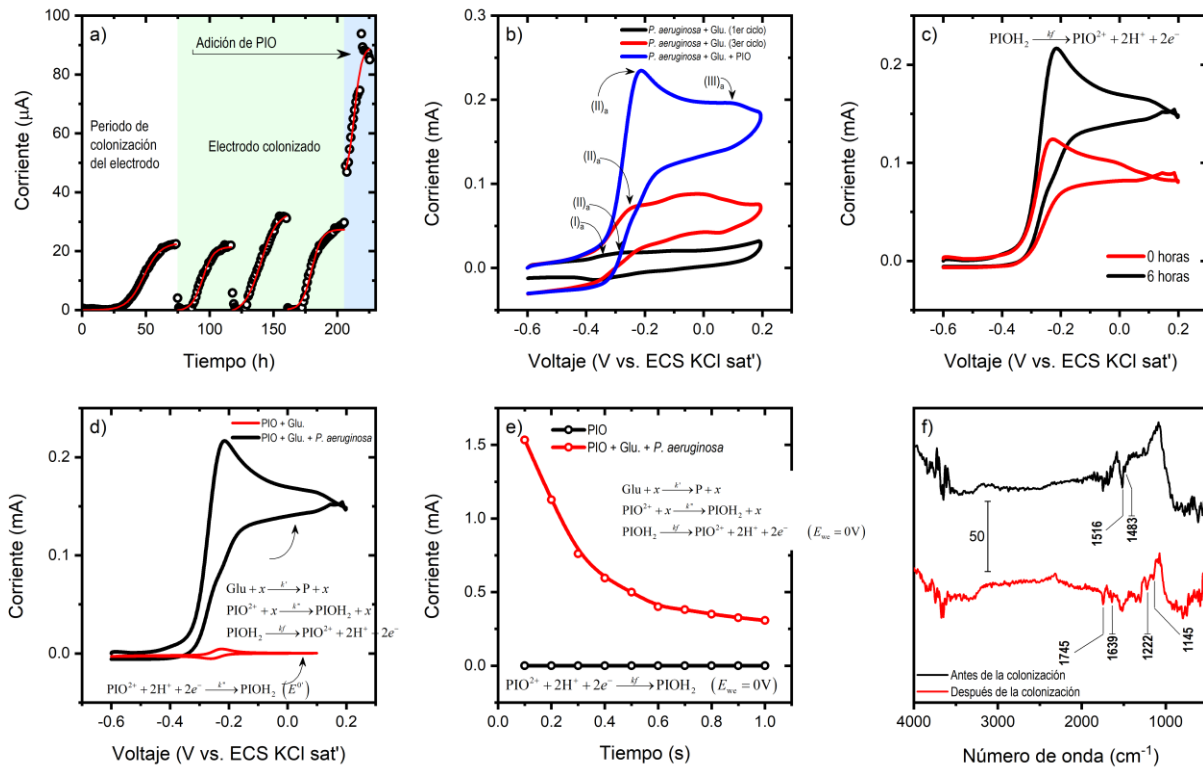 a)
Adición de PIO
Periodo de
colonización
del electrodo
Electrodo colonizado
Corriente (μA)
100
90
80
70
60
50
40
30
20
10
0
0 50 100 150 200
Tiempo (h)
b)
P. aeruginosa + Glu. (1er ciclo)
P. aeruginosa + Glu. (3er ciclo)
P. aeruginosa + Glu. + PIO
(II)ₐ
(III)ₐ
(II)ₐ
(II)ₐ
(I)ₐ
Corriente (mA)
0.3
0.2
0.1
0.0
-0.6 -0.4 -0.2 0.0 0.2
Voltaje (V vs. ECS KCl sat')
c)
PIOH₂ —kf→ PIO²⁺ + 2H⁺ + 2e⁻
0 horas
6 horas
Corriente (mA)
0.2
0.1
0.0
-0.6 -0.4 -0.2 0.0 0.2
Voltaje (V vs. ECS KCl sat')
d)
PIO + Glu.
PIO + Glu. + P. aeruginosa
Glu + x —k'→ P + x
PIO²⁺ + x —k"→ PIOH₂ + x
PIOH₂ —kf→ PIO²⁺ + 2H⁺ + 2e⁻
PIO²⁺ + 2H⁺ + 2e⁻ —k"→ PIOH₂ (E⁰')
Corriente (mA)
0.2
0.1
0.0
-0.6 -0.4 -0.2 0.0 0.2
Voltaje (V vs. ECS KCl sat')
e)
PIO
PIO + Glu. + P. aeruginosa
Glu + x —k'→ P + x
PIO²⁺ + x —k"→ PIOH₂ + x
PIOH₂ —kf→ PIO²⁺ + 2H⁺ + 2e⁻ (Ewe = 0V)
PIO²⁺ + 2H⁺ + 2e⁻ —kf→ PIOH₂ (Ewe = 0V)
Corriente (mA)
1.5
1.0
0.5
0.0
0.0 0.2 0.4 0.6 0.8 1.0
Tiempo (s)
f)
50
1516
1483
1745
1639
1222
1145
Antes de la colonización
Después de la colonización
4000 3000 2000 1000
Número de onda (cm⁻¹)